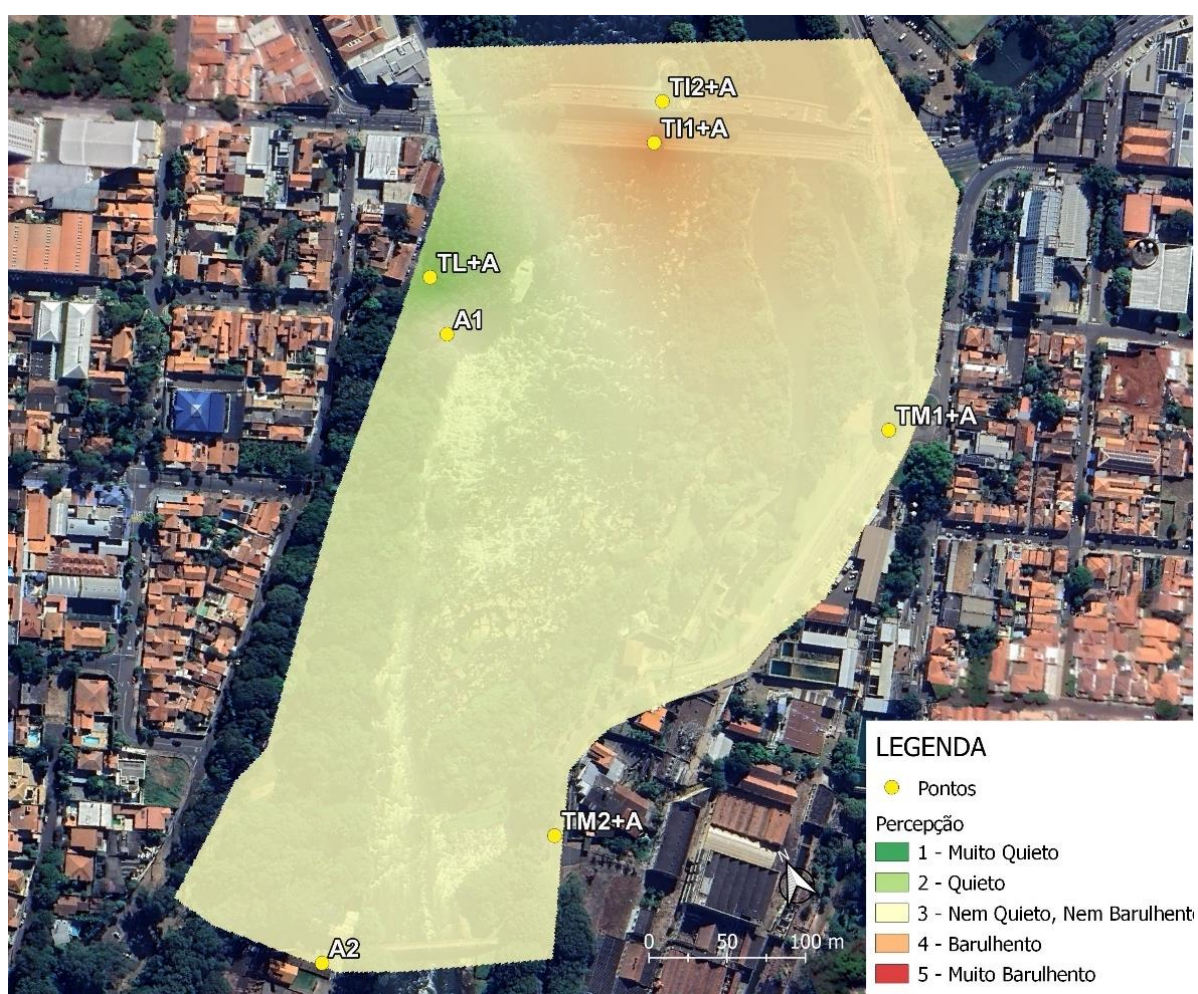 TI2+A
TI1+A
TL+A
A1
TM1+A
TM2+A
A2
0 50 100 m
LEGENDA
Pontos
Percepção
1 - Muito Quieto
2 - Quieto
3 - Nem Quieto, Nem Barulhento
4 - Barulhento
5 - Muito Barulhento